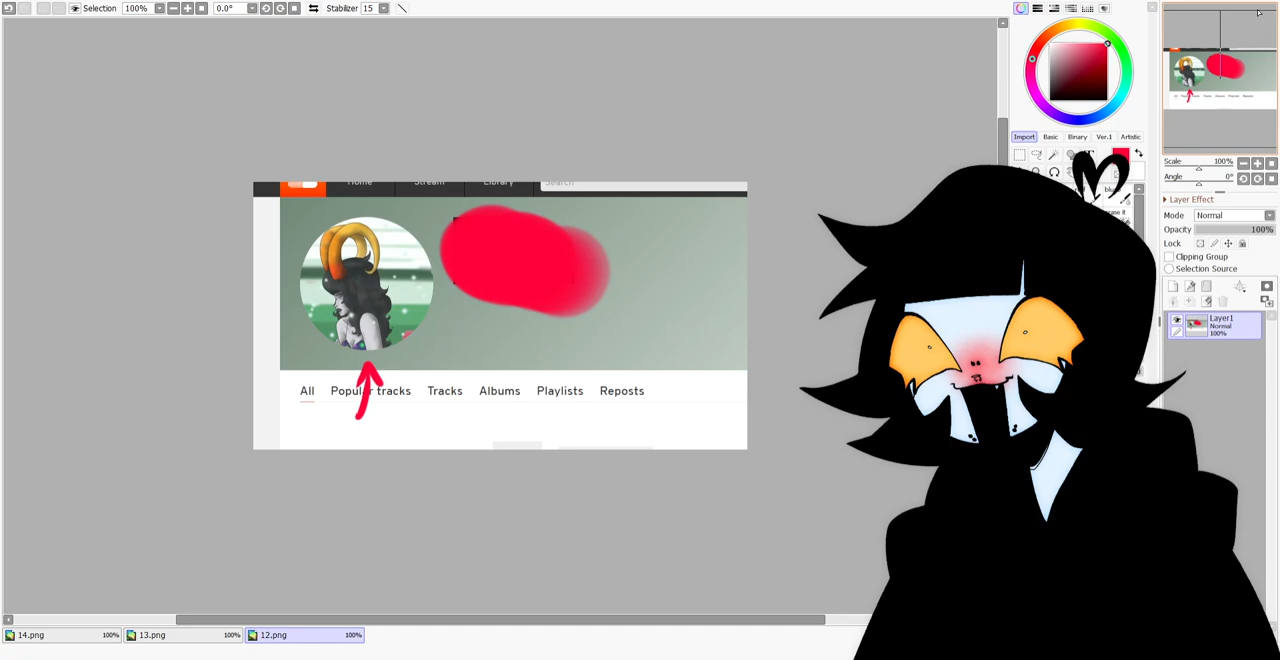 Selection 100% 0.0° Stabilizer 15
Home Stream Library Search
All Popular tracks Tracks Albums Playlists Reposts
14.png 100% 13.png 100% 12.png 100%
Import Basic Binary Ver.1 Artistic
Scale 100%
Angle 0°
Layer Effect
Mode Normal
Opacity 100%
Lock
Clipping Group
Selection Source
Layer1
Normal
100%